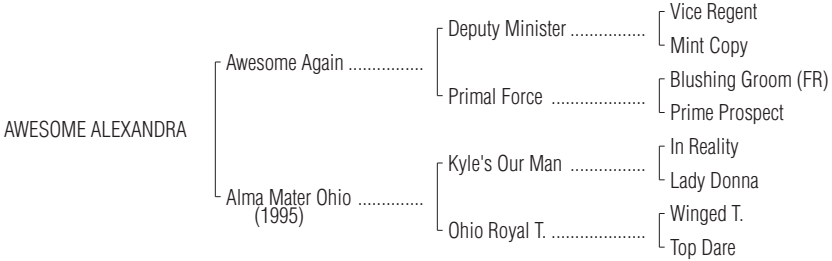 Vice Regent
Deputy Minister ................
Mint Copy
Awesome Again ................
Blushing Groom (FR)
Primal Force ....................
Prime Prospect
AWESOME ALEXANDRA
In Reality
Kyle's Our Man ................
Lady Donna
Alma Mater Ohio ..............
(1995)
Winged T.
Ohio Royal T. ....................
Top Dare